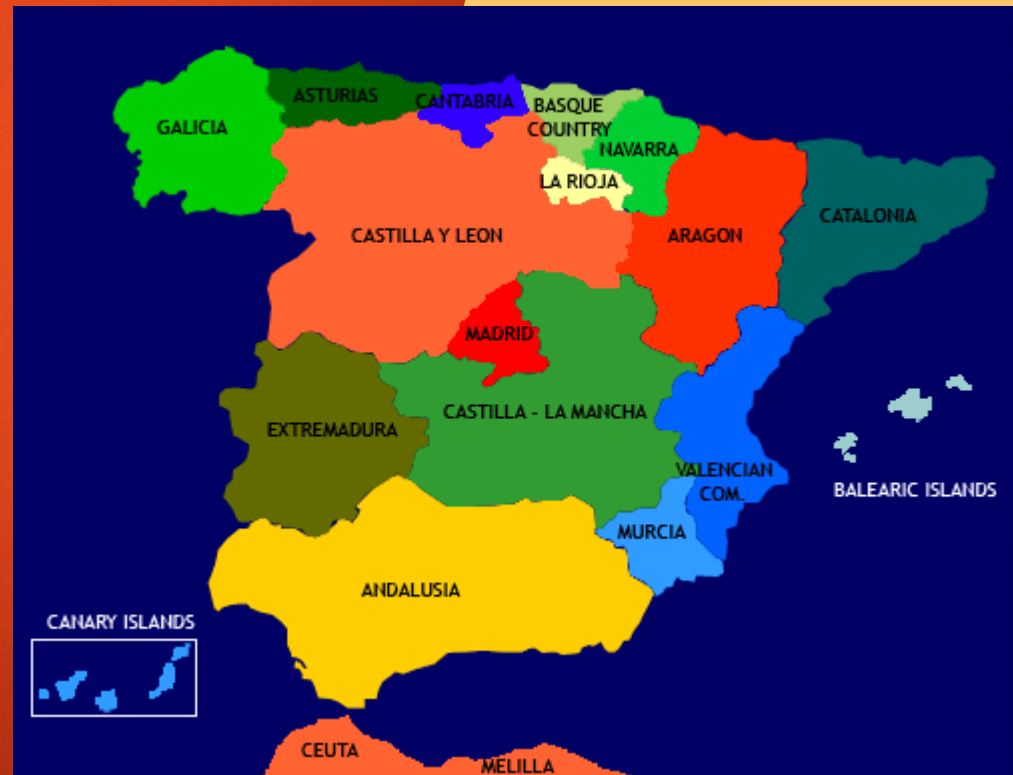 ASTURIAS
CANTABRIA
BASQUE
COUNTRY
GALICIA
NAVARRA
LA RIOJA
CASTILLA Y LEON
ARAGON
CATALONIA
MADRID
CASTILLA - LA MANCHA
EXTREMADURA
VALENCIAN
COM.
BALEARIC ISLANDS
MURCIA
ANDALUSIA
CANARY ISLANDS
CEUTA
MELILLA